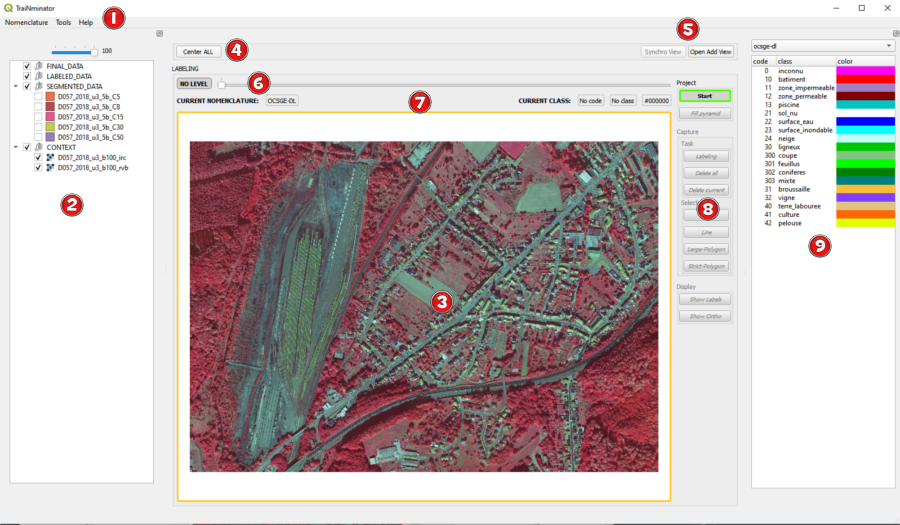 TraiNminator
Nomenclature Tools Help
1
100
FINAL_DATA
LABELED_DATA
SEGMENTED_DATA
D057_2018_u3_5b_C5
D057_2018_u3_5b_C8
D057_2018_u3_5b_C15
D057_2018_u3_5b_C30
D057_2018_u3_5b_C50
CONTEXT
D057_2018_u3_b100_irc
D057_2018_u3_b100_rvb
2
Center ALL
4
5
Synchro View Open Add View
LABELING
NO LEVEL
6
CURRENT NOMENCLATURE: OCSGE-DL
7
CURRENT CLASS: No code No class #000000
3
Project
Start
Fill pyramid
Capture
Task
Labeling
Delete all
Delete current
8
Line
Large-Polygon
Strict-Polygon
Display
Show Labels
Show Ortho
ocsge-dl
code class color
0 inconnu
10 batiment
11 zone_impermeable
12 zone_permeable
13 piscine
21 sol_nu
22 surface_eau
23 surface_inondable
24 neige
30 ligneux
300 coupe
301 feuillus
302 coniferes
303 mixte
31 broussaille
32 vigne
40 terre_labouree
41 culture
42 pelouse
9